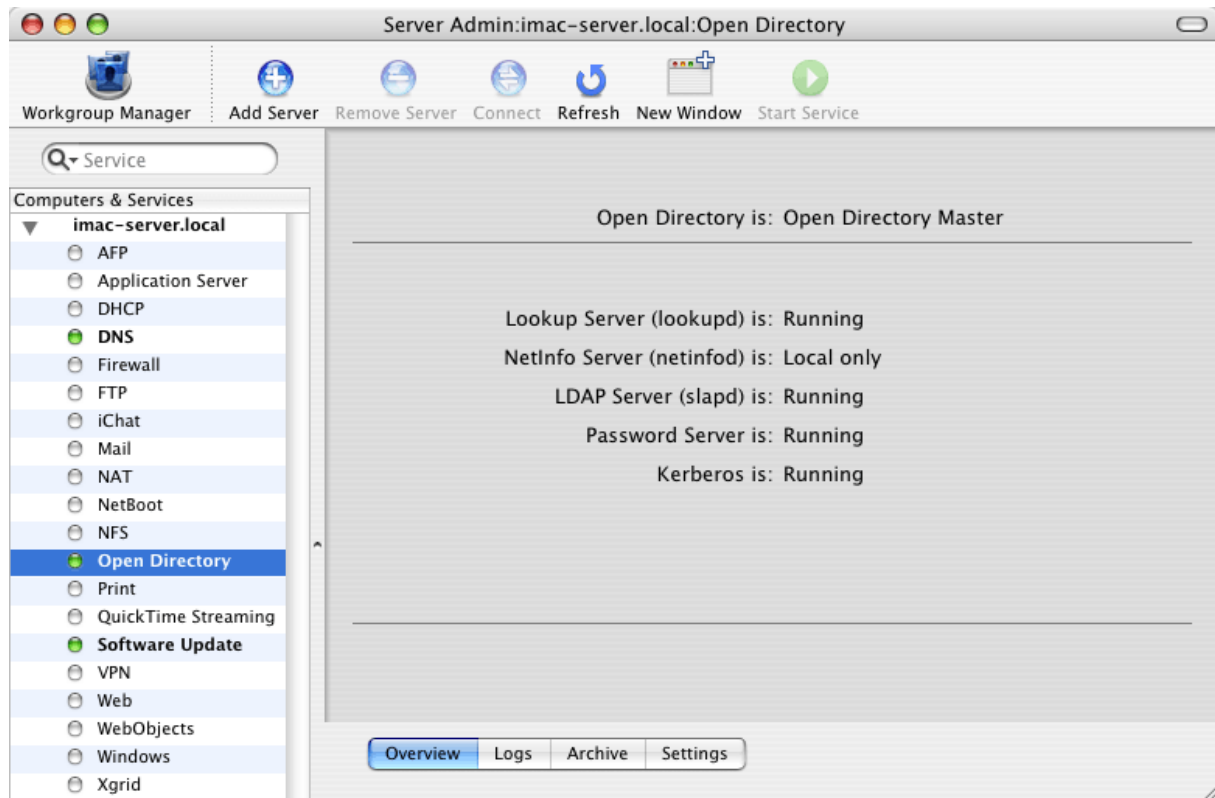 Server Admin:imac-server.local:Open Directory
Workgroup Manager
Add Server
Remove Server
Connect
Refresh
New Window
Start Service
Service
Computers & Services
imac-server.local
AFP
Application Server
DHCP
DNS
Firewall
FTP
iChat
Mail
NAT
NetBoot
NFS
Open Directory
Print
QuickTime Streaming
Software Update
VPN
Web
WebObjects
Windows
Xgrid
Open Directory is: Open Directory Master
Lookup Server (lookupd) is: Running
NetInfo Server (netinfod) is: Local only
LDAP Server (slapd) is: Running
Password Server is: Running
Kerberos is: Running
Overview
Logs
Archive
Settings